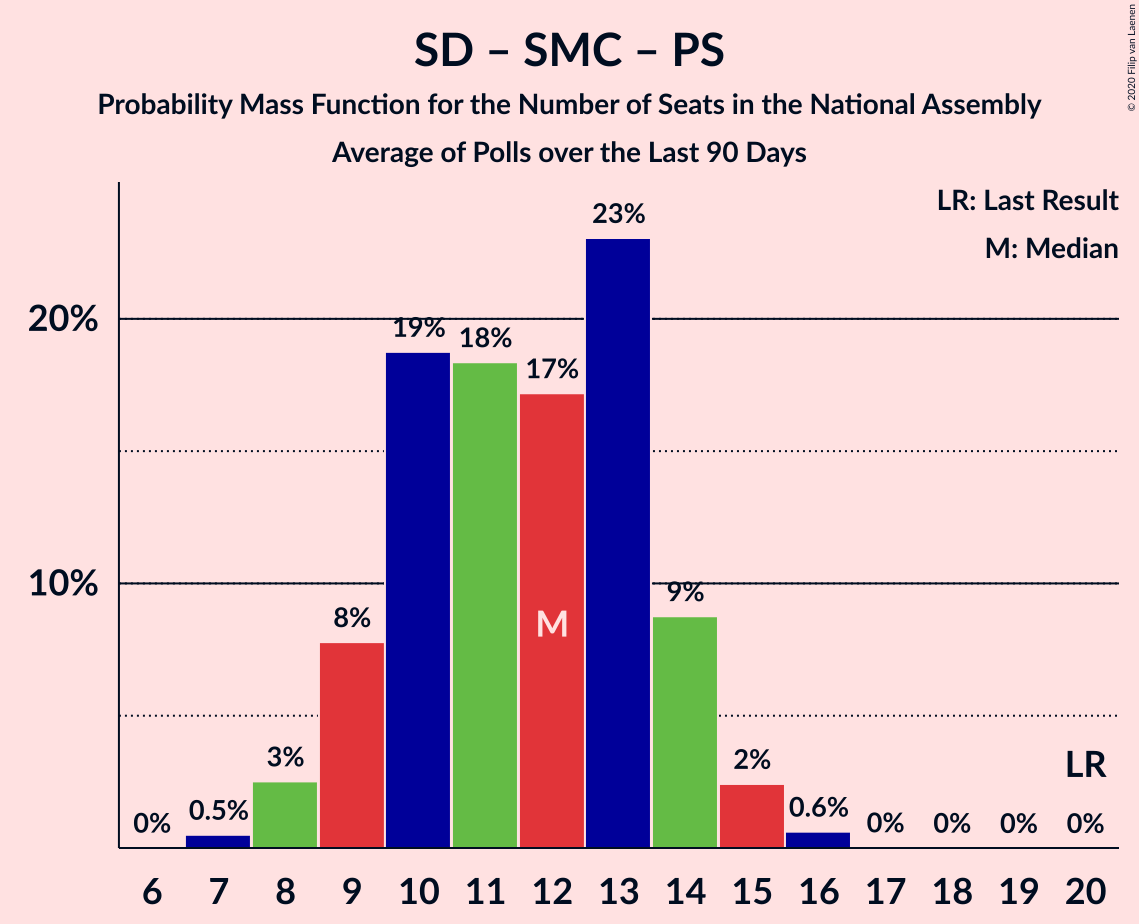 SD – SMC – PS
Probability Mass Function for the Number of Seats in the National Assembly
Average of Polls over the Last 90 Days
© 2020 Filip van Laenen
LR: Last Result
M: Median
20%
10%
0%
0.5%
3%
8%
19%
18%
17%
23%
9%
2%
0.6%
0%
0%
0%
0%
M
LR
6 7 8 9 10 11 12 13 14 15 16 17 18 19 20